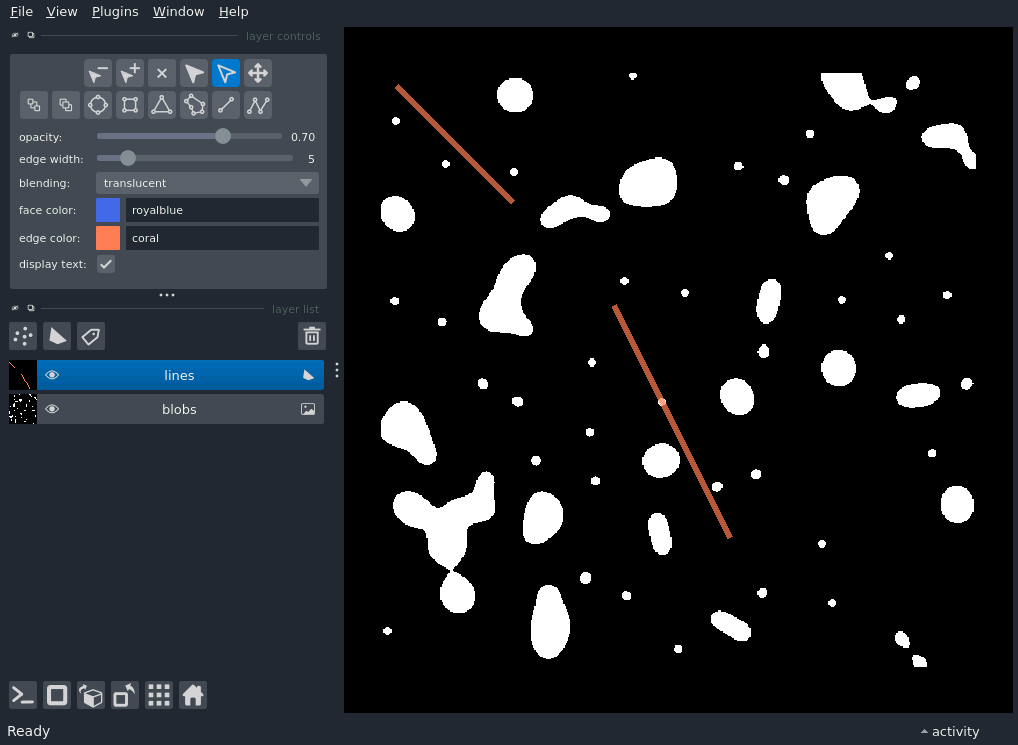 File View Plugins Window Help
layer controls
opacity: 0.70
edge width: 5
blending: translucent
face color: royalblue
edge color: coral
display text:
layer list
lines
blobs
Ready
activity